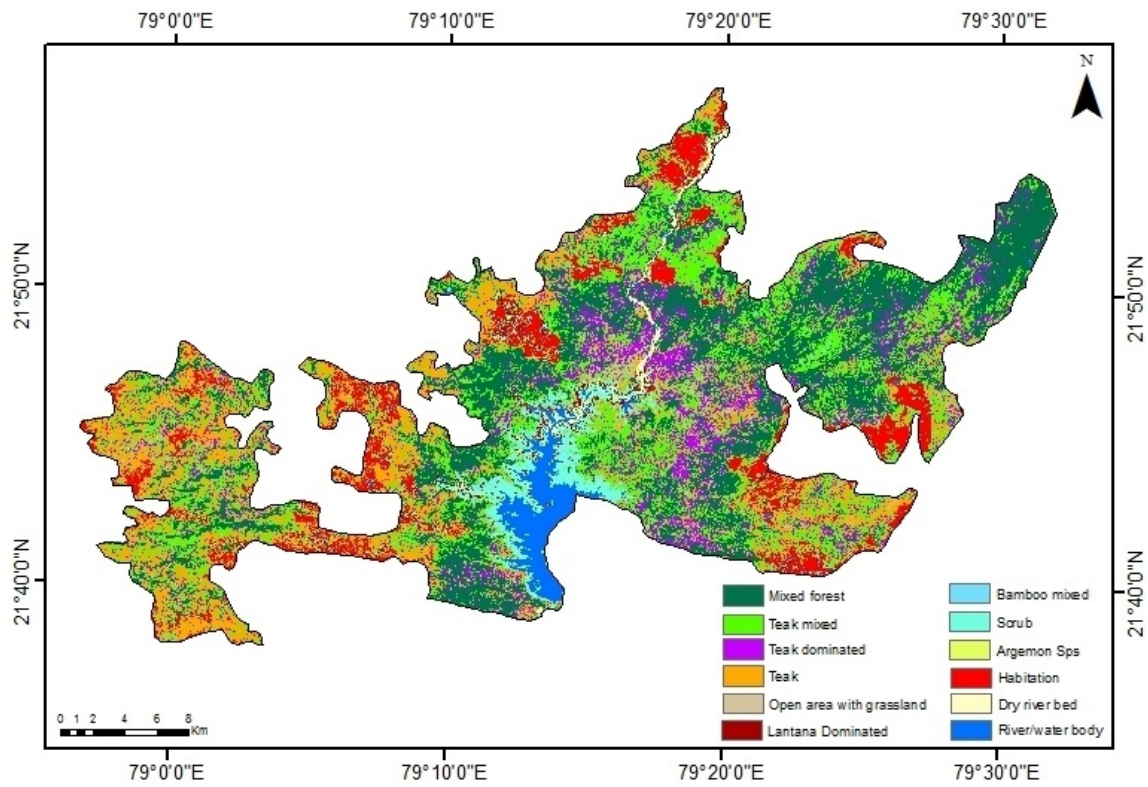 79°0'0"E 79°10'0"E 79°20'0"E 79°30'0"E
N
21°50'0"N 21°50'0"N
21°40'0"N 21°40'0"N
Mixed forest
Teak mixed
Teak dominated
Teak
Open area with grassland
Lantana Dominated
Bamboo mixed
Scrub
Argemon Sps
Habitation
Dry river bed
River/water body
0 1 2 4 6 8
Km
79°0'0"E 79°10'0"E 79°20'0"E 79°30'0"E